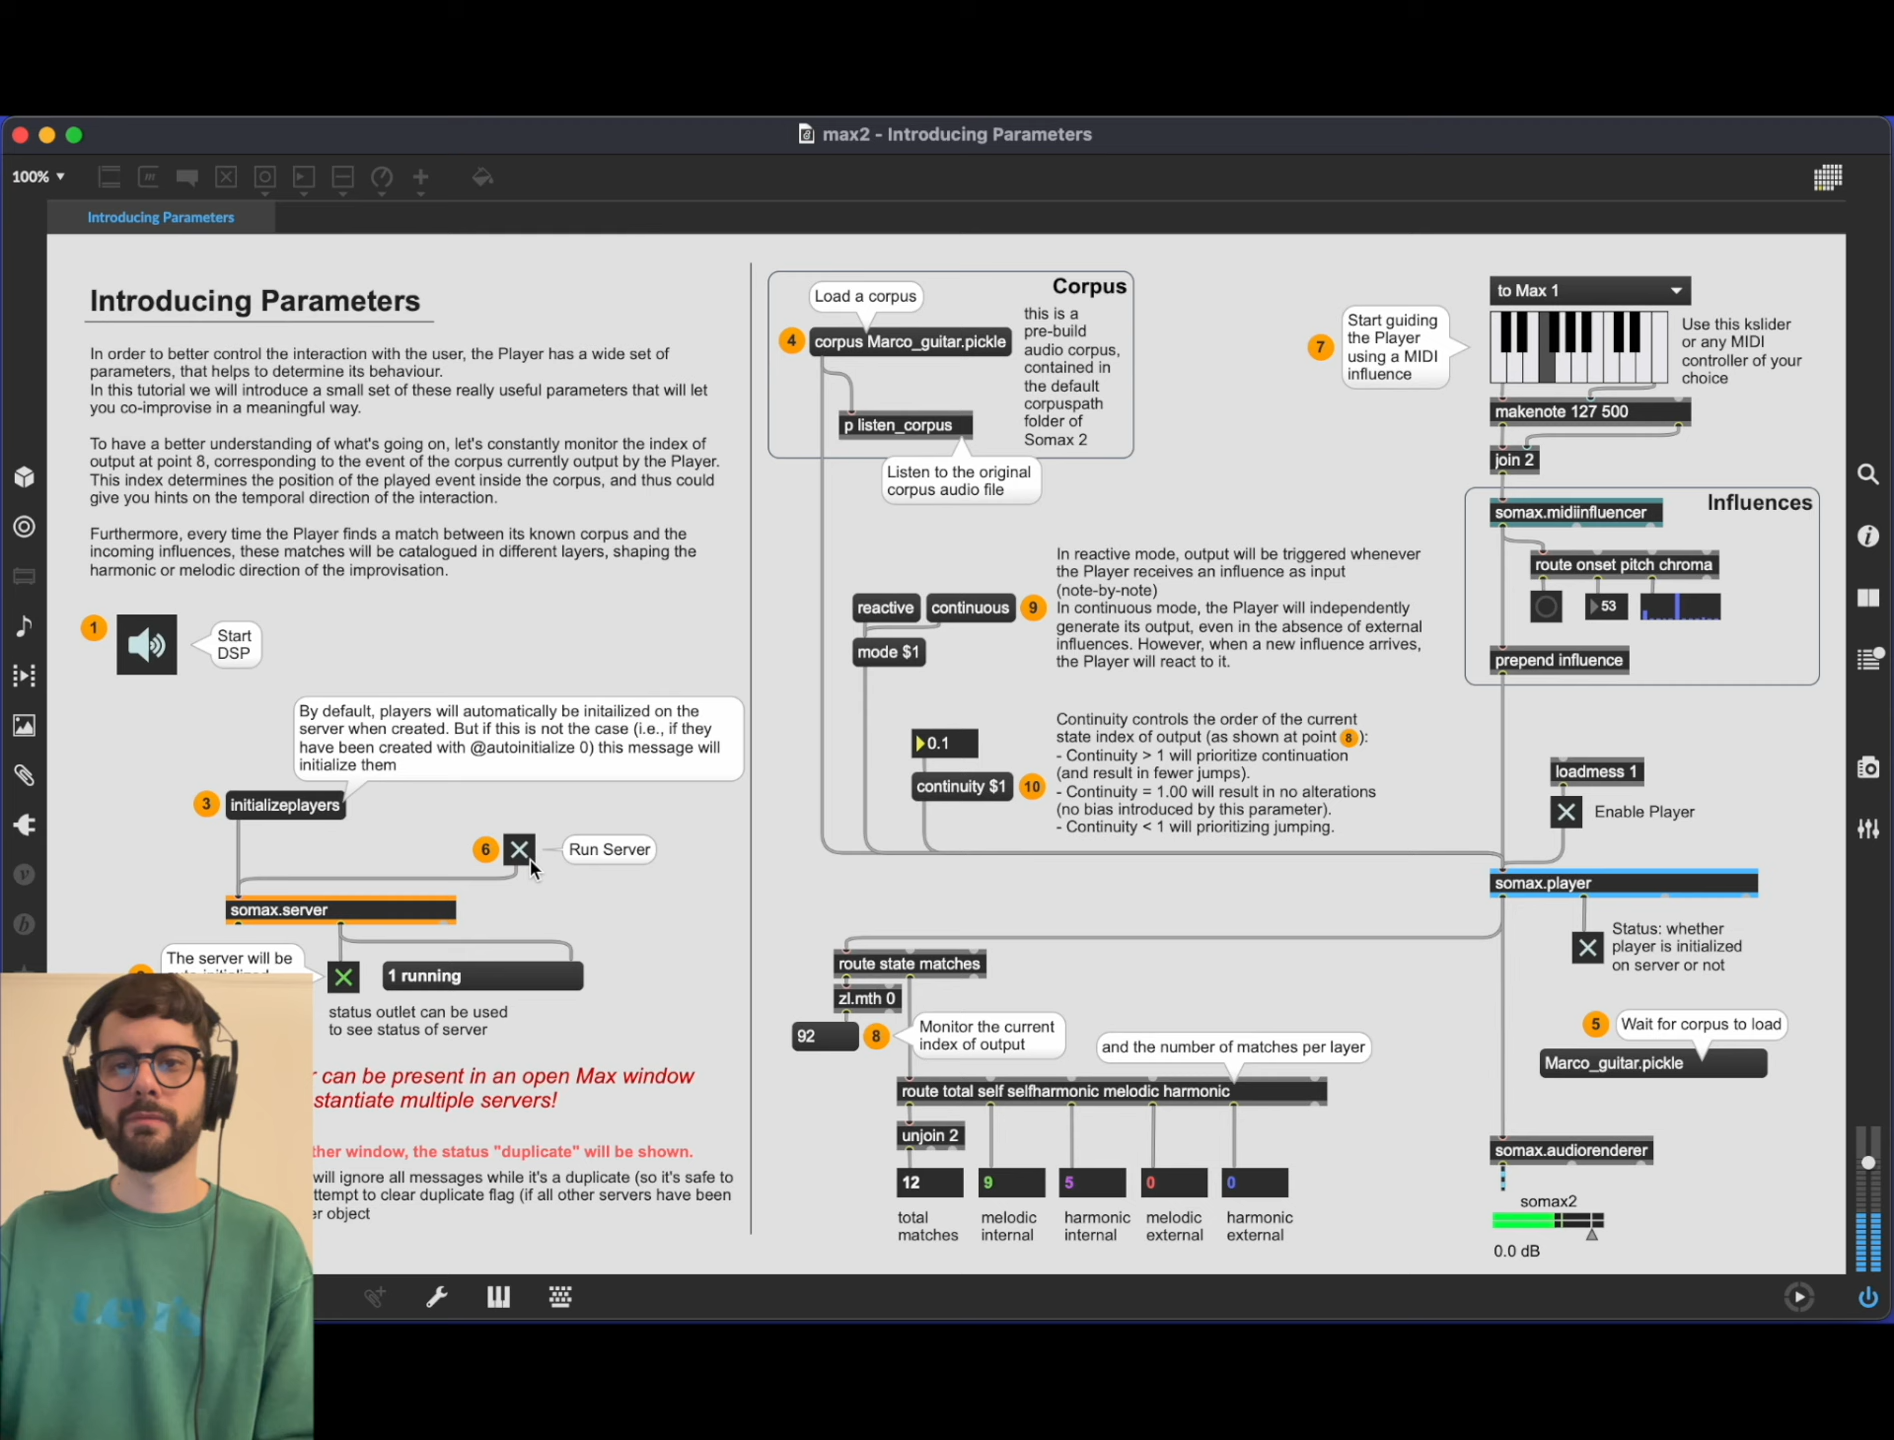 max2 - Introducing Parameters
100%
Introducing Parameters
Introducing Parameters
In order to better control the interaction with the user, the Player has a wide set of
parameters, that helps to determine its behaviour.
In this tutorial we will introduce a small set of these really useful parameters that will let
you co-improvise in a meaningful way.
To have a better understanding of what's going on, let's constantly monitor the index of
output at point 8, corresponding to the event of the corpus currently output by the Player.
This index determines the position of the played event inside the corpus, and thus could
give you hints on the temporal direction of the interaction.
Furthermore, every time the Player finds a match between its known corpus and the
incoming influences, these matches will be catalogued in different layers, shaping the
harmonic or melodic direction of the improvisation.
1
Start
DSP
By default, players will automatically be initailized on the
server when created. But if this is not the case (i.e., if they
have been created with @autoinitialize 0) this message will
initialize them
3
initializeplayers
6
Run Server
somax.server
The server will be
1 running
status outlet can be used
to see status of server
can be present in an open Max window
stantiate multiple servers!
ther window, the status "duplicate" will be shown.
will ignore all messages while it's a duplicate (so it's safe to
ttempt to clear duplicate flag (if all other servers have been
er object
Corpus
Load a corpus
4
corpus Marco_guitar.pickle
p listen_corpus
this is a
pre-build
audio corpus,
contained in
the default
corpuspath
folder of
Somax 2
Listen to the original
corpus audio file
reactive
continuous
9
mode $1
In reactive mode, output will be triggered whenever
the Player receives an influence as input
(note-by-note)
In continuous mode, the Player will independently
generate its output, even in the absence of external
influences. However, when a new influence arrives,
the Player will react to it.
0.1
continuity $1
10
Continuity controls the order of the current
state index of output (as shown at point 8):
- Continuity > 1 will prioritize continuation
(and result in fewer jumps).
- Continuity = 1.00 will result in no alterations
(no bias introduced by this parameter).
- Continuity < 1 will prioritizing jumping.
route state matches
zl.mth 0
92
8
Monitor the current
index of output
and the number of matches per layer
route total self selfharmonic melodic harmonic
unjoin 2
12
9
5
0
0
total
matches
melodic
internal
harmonic
internal
melodic
external
harmonic
external
7
Start guiding
the Player
using a MIDI
influence
to Max 1
Use this kslider
or any MIDI
controller of your
choice
makenote 127 500
join 2
Influences
somax.midiinfluencer
route onset pitch chroma
53
prepend influence
loadmess 1
Enable Player
somax.player
Status: whether
player is initialized
on server or not
5
Wait for corpus to load
Marco_guitar.pickle
somax.audiorenderer
somax2
0.0 dB